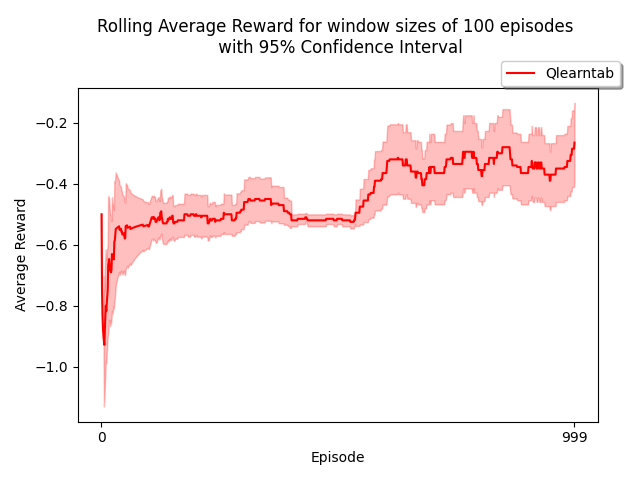 Rolling Average Reward for window sizes of 100 episodes
with 95% Confidence Interval
Qlearntab
−0.2
−0.4
−0.6
−0.8
−1.0
Average Reward
0
999
Episode